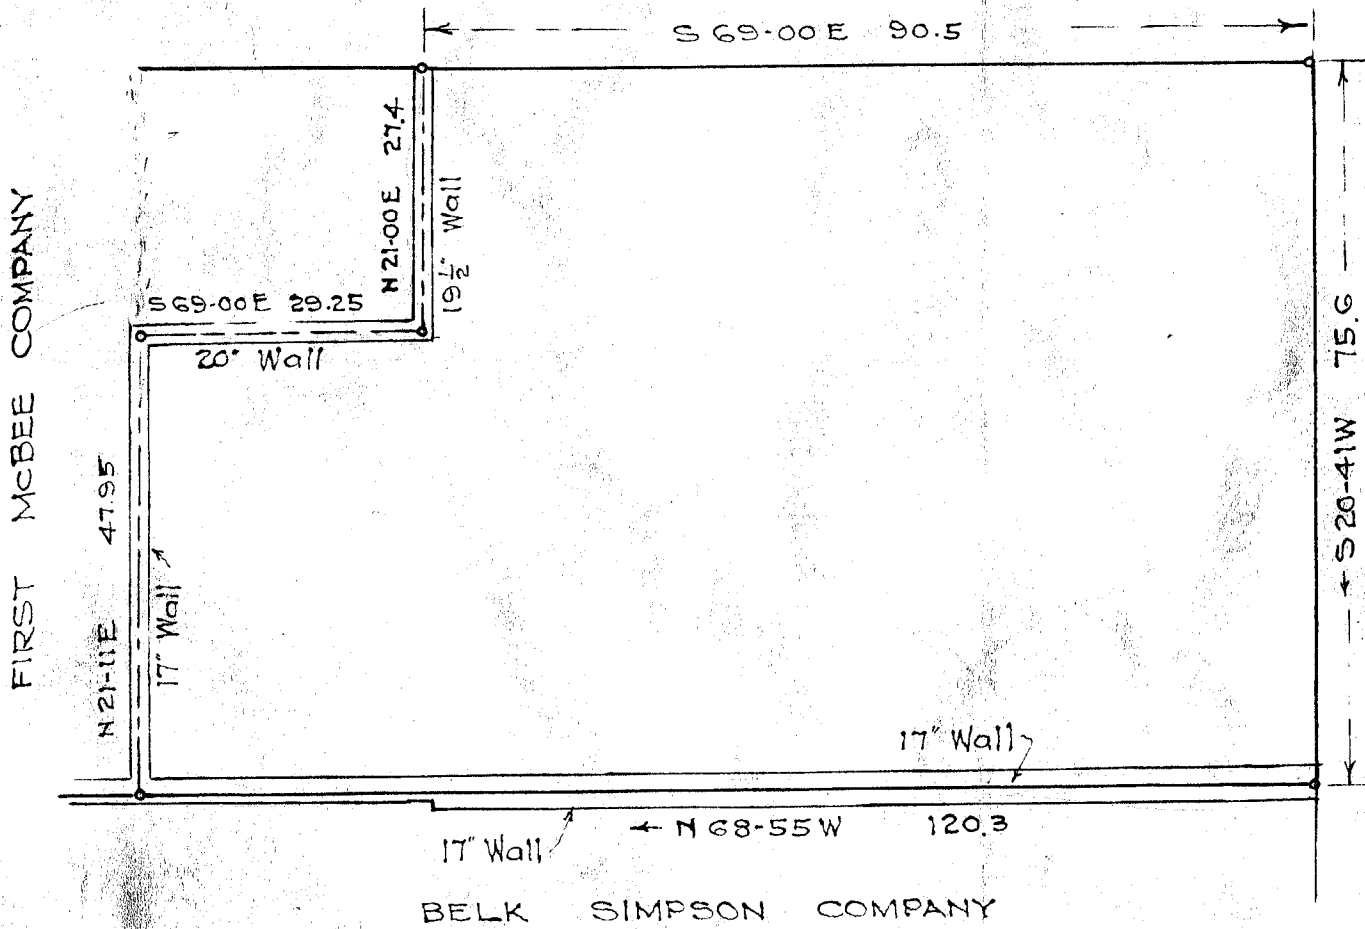 S 69-00 E 90.5
N 21-00 E 27.4
19 1/2" Wall
S 69-00 E 29.25
20" Wall
FIRST MCBEE COMPANY
N 21-11 E 47.95
17" Wall
S 20-41 W 75.6
17" Wall
N 68-55 W 120.3
17" Wall
BELK SIMPSON COMPANY